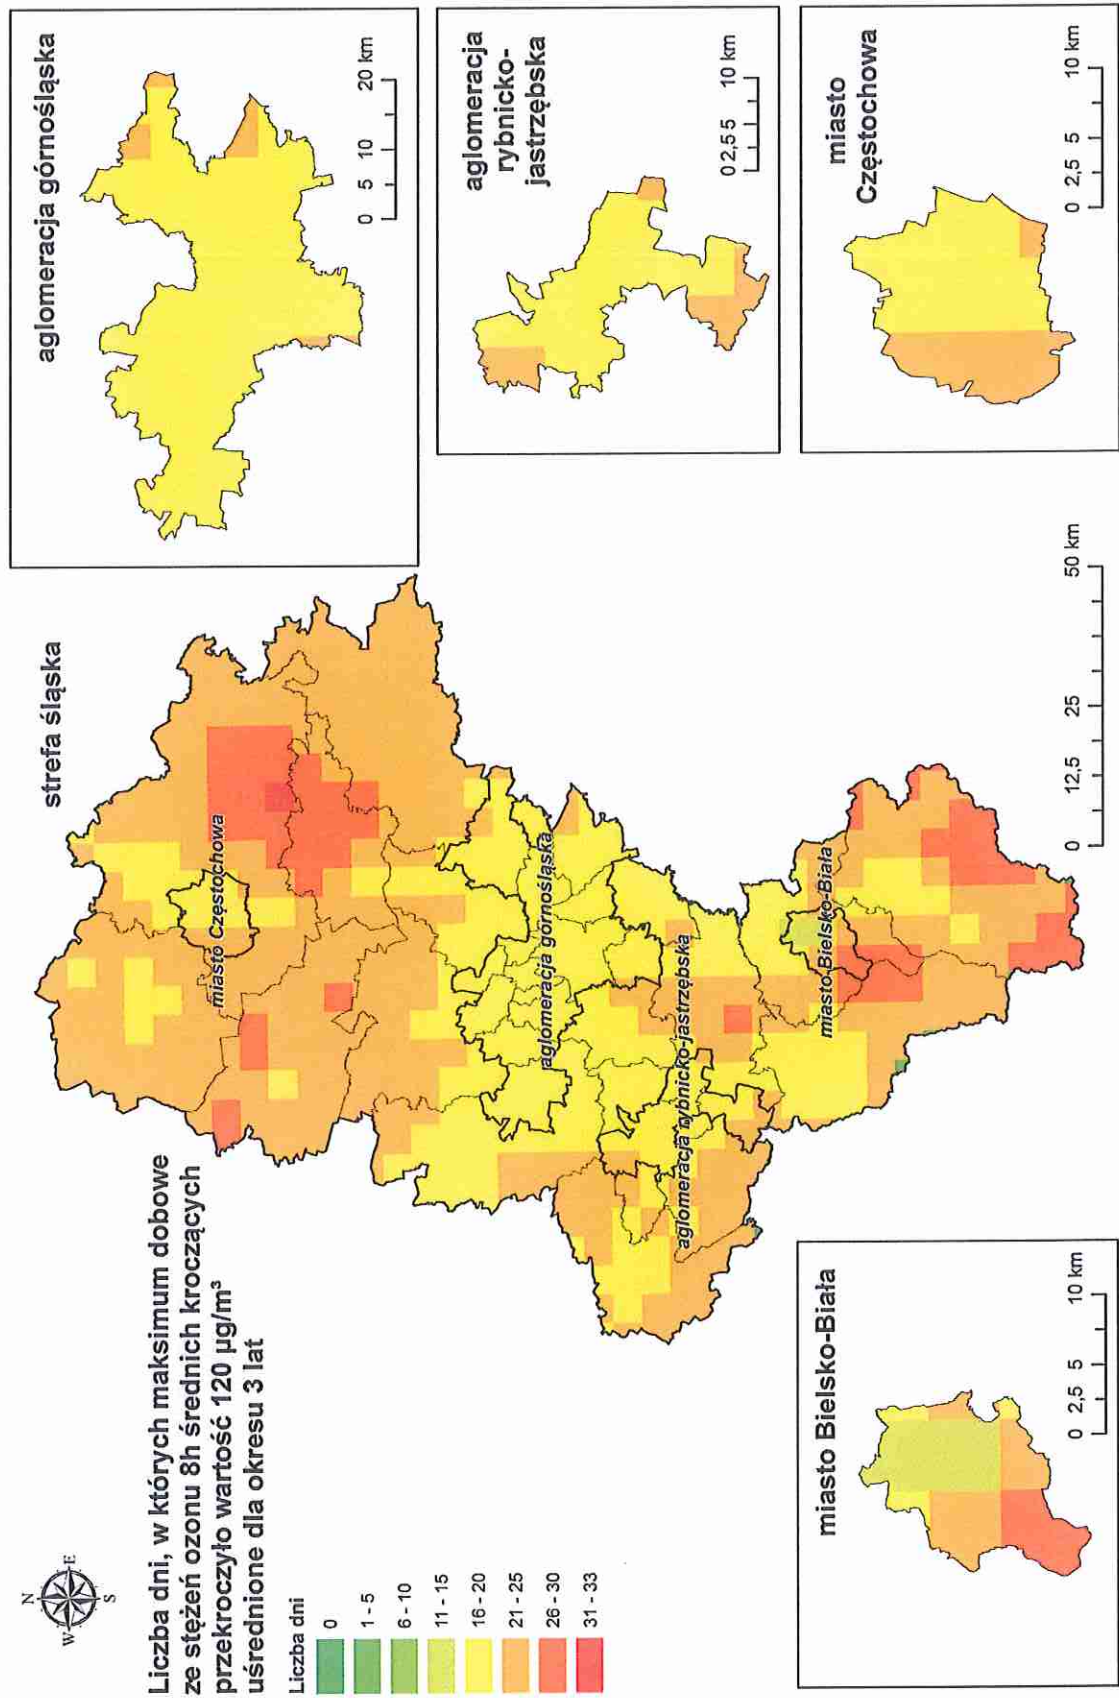 N
W
E
S
Liczba dni, w których maksimum dobowe
ze stężeń ozonu 8h średnich kroczących
przekroczyło wartość 120 µg/m³
uśrednione dla okresu 3 lat
Liczba dni
0
1 - 5
6 - 10
11 - 15
16 - 20
21 - 25
26 - 30
31 - 33
strefa śląska
miasto Częstochowa
aglomeracja górnośląska
aglomeracja rybnicko-jastrzębska
miasto Bielsko-Biała
0 12,5 25 50 km
aglomeracja górnośląska
0 5 10 20 km
aglomeracja
rybnicko-
jastrzębska
0 2,5 5 10 km
miasto
Częstochowa
0 2,5 5 10 km
miasto Bielsko-Biała
0 2,5 5 10 km